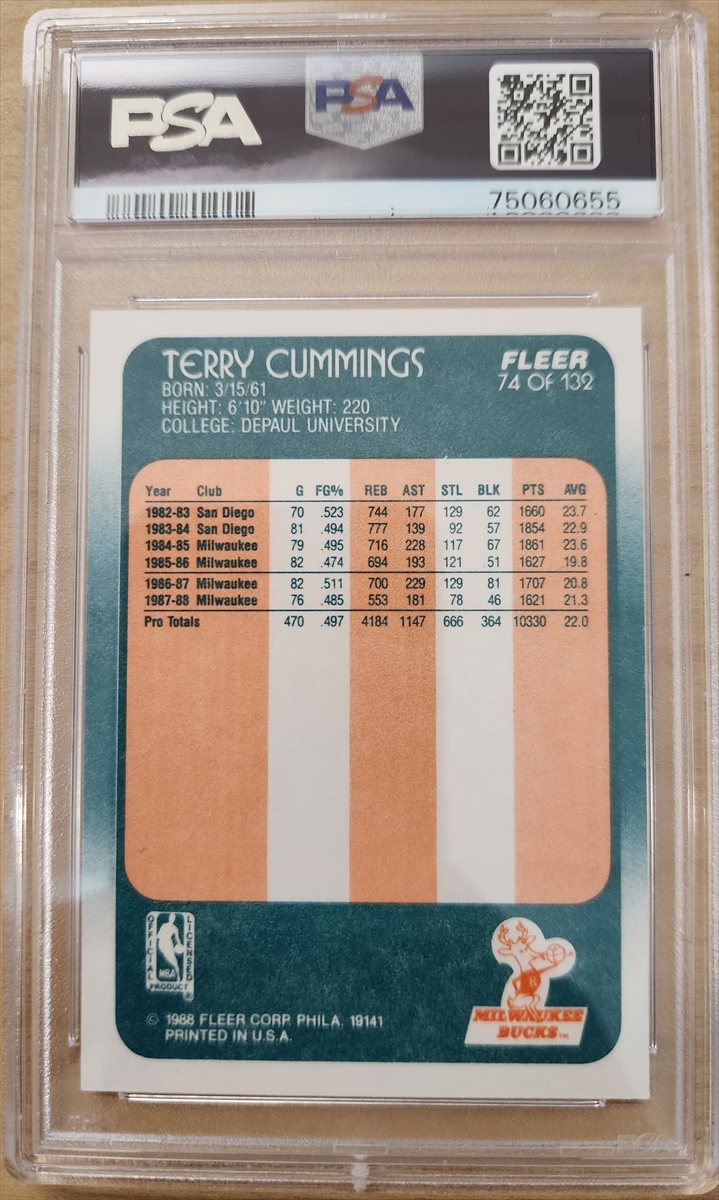 PSA
PSA
75060655
TERRY CUMMINGS
FLEER
74 OF 132
BORN: 3/15/61
HEIGHT: 6'10" WEIGHT: 220
COLLEGE: DEPAUL UNIVERSITY
Year Club G FG% REB AST STL BLK PTS AVG
1982-83 San Diego 70 .523 744 177 129 62 1660 23.7
1983-84 San Diego 81 .494 777 139 92 57 1854 22.9
1984-85 Milwaukee 79 .495 716 228 117 67 1861 23.6
1985-86 Milwaukee 82 .474 694 193 121 51 1627 19.8
1986-87 Milwaukee 82 .511 700 229 129 81 1707 20.8
1987-88 Milwaukee 76 .485 553 181 78 46 1621 21.3
Pro Totals 470 .497 4184 1147 666 364 10330 22.0
OFFICIAL LICENSED
NBA
PRODUCT ®
MILWAUKEE
BUCKS™
© 1988 FLEER CORP. PHILA. 19141
PRINTED IN U.S.A.
PSA